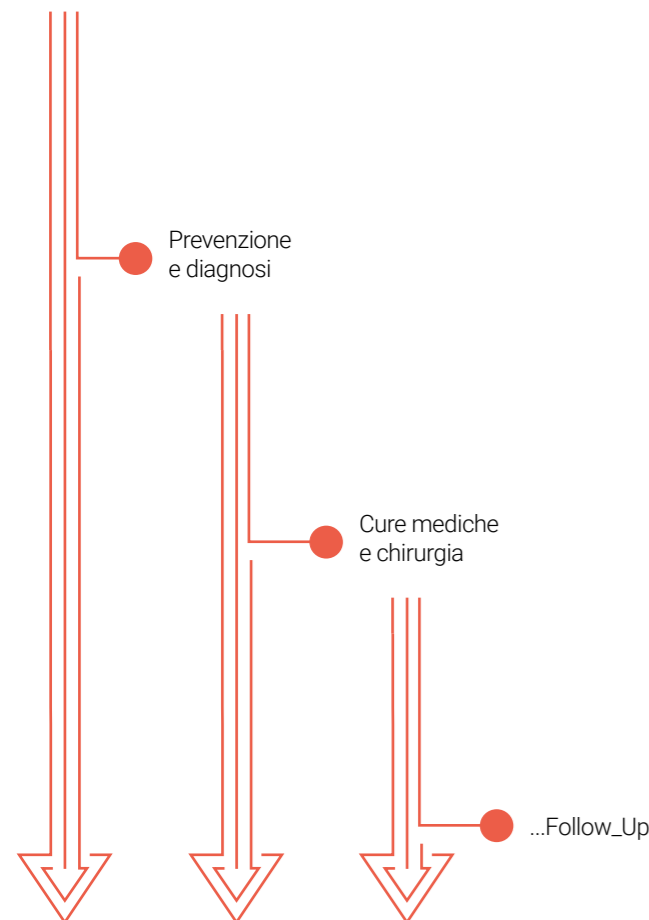 Prevenzione
e diagnosi
Cure mediche
e chirurgia
...Follow_Up